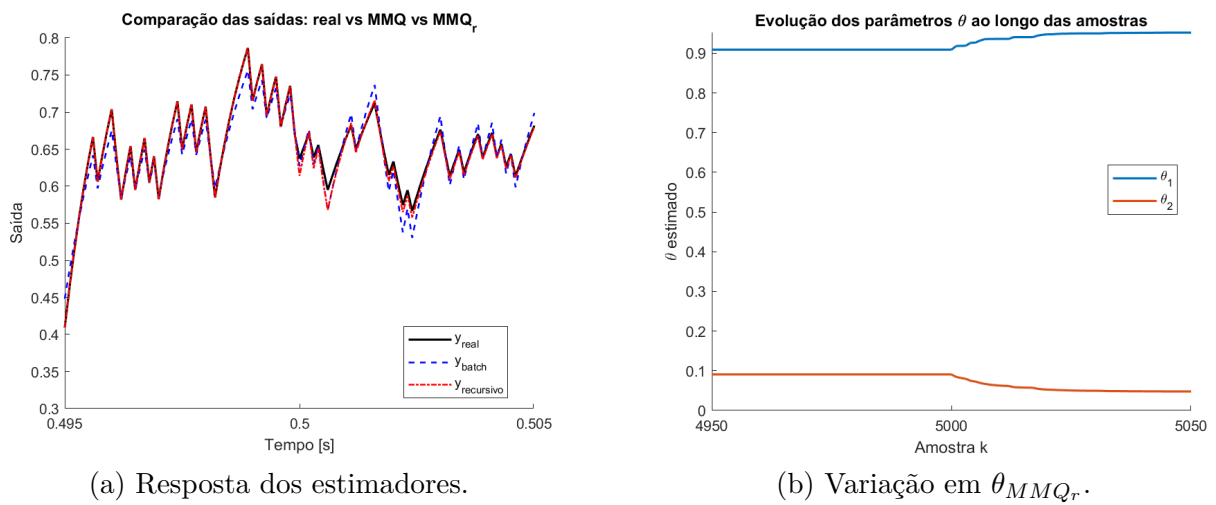 Comparação das saídas: real vs MMQ vs MMQ_r
0.8
0.75
0.7
0.65
0.6
0.55
0.5
0.45
0.4
0.35
0.3
Saída
0.495
0.5
0.505
Tempo [s]
y_real
y_batch
y_recursivo
(a) Resposta dos estimadores.
Evolução dos parâmetros θ ao longo das amostras
0.9
0.8
0.7
0.6
0.5
0.4
0.3
0.2
0.1
0
θ estimado
4950
5000
5050
Amostra k
θ_1
θ_2
(b) Variação em θ_{MMQ_r}.